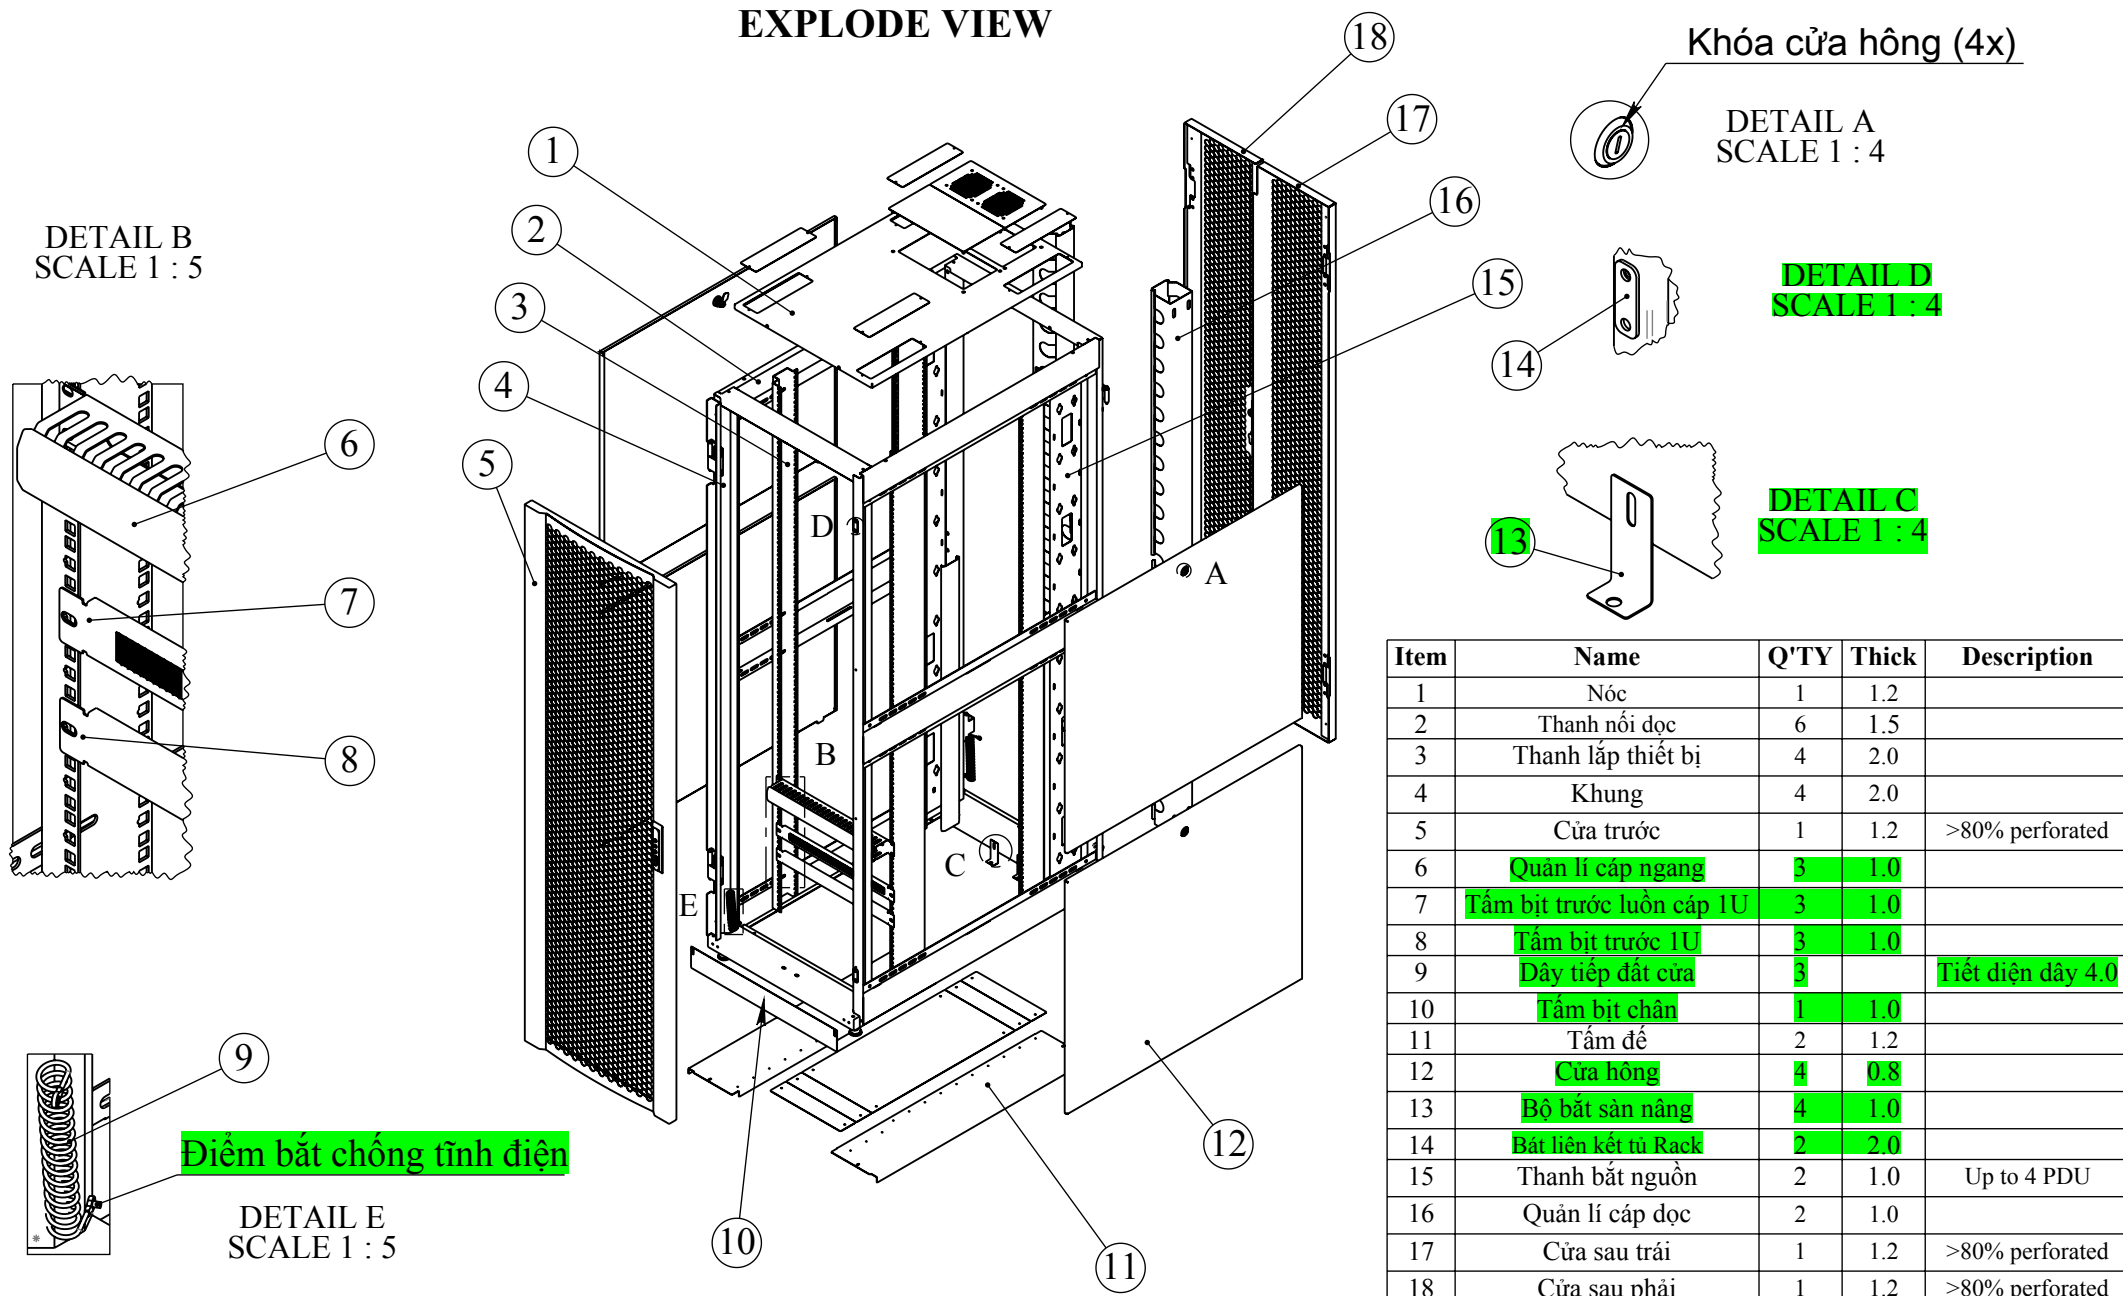 EXPLODE VIEW
Khóa cửa hông (4x)
DETAIL A
SCALE 1 : 4
DETAIL B
SCALE 1 : 5
DETAIL D
SCALE 1 : 4
DETAIL C
SCALE 1 : 4
1
2
3
4
5
6
7
8
9
10
11
12
13
14
15
16
17
18
A
B
C
D
E
Điểm bắt chống tĩnh điện
DETAIL E
SCALE 1 : 5
Item Name Q'TY Thick Description
1 Nóc 1 1.2
2 Thanh nối dọc 6 1.5
3 Thanh lắp thiết bị 4 2.0
4 Khung 4 2.0
5 Cửa trước 1 1.2 >80% perforated
6 Quản lí cáp ngang 3 1.0
7 Tấm bịt trước luồn cáp 1U 3 1.0
8 Tấm bịt trước 1U 3 1.0
9 Dây tiếp đất cửa 3 Tiết diện dây 4.0
10 Tấm bịt chân 1 1.0
11 Tấm đế 2 1.2
12 Cửa hông 4 0.8
13 Bộ bắt sàn nâng 4 1.0
14 Bát liên kết tủ Rack 2 2.0
15 Thanh bắt nguồn 2 1.0 Up to 4 PDU
16 Quản lí cáp dọc 2 1.0
17 Cửa sau trái 1 1.2 >80% perforated
18 Cửa sau phải 1 1.2 >80% perforated